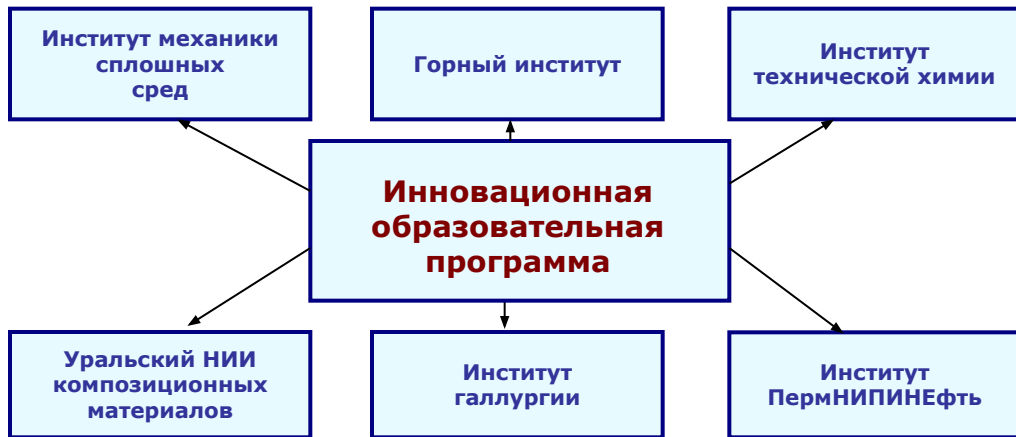 Институт механики
сплошных
сред
Горный институт
Институт
технической химии
Инновационная
образовательная
программа
Уральский НИИ
композиционных
материалов
Институт
галлургии
Институт
ПермНИПИНЕфть